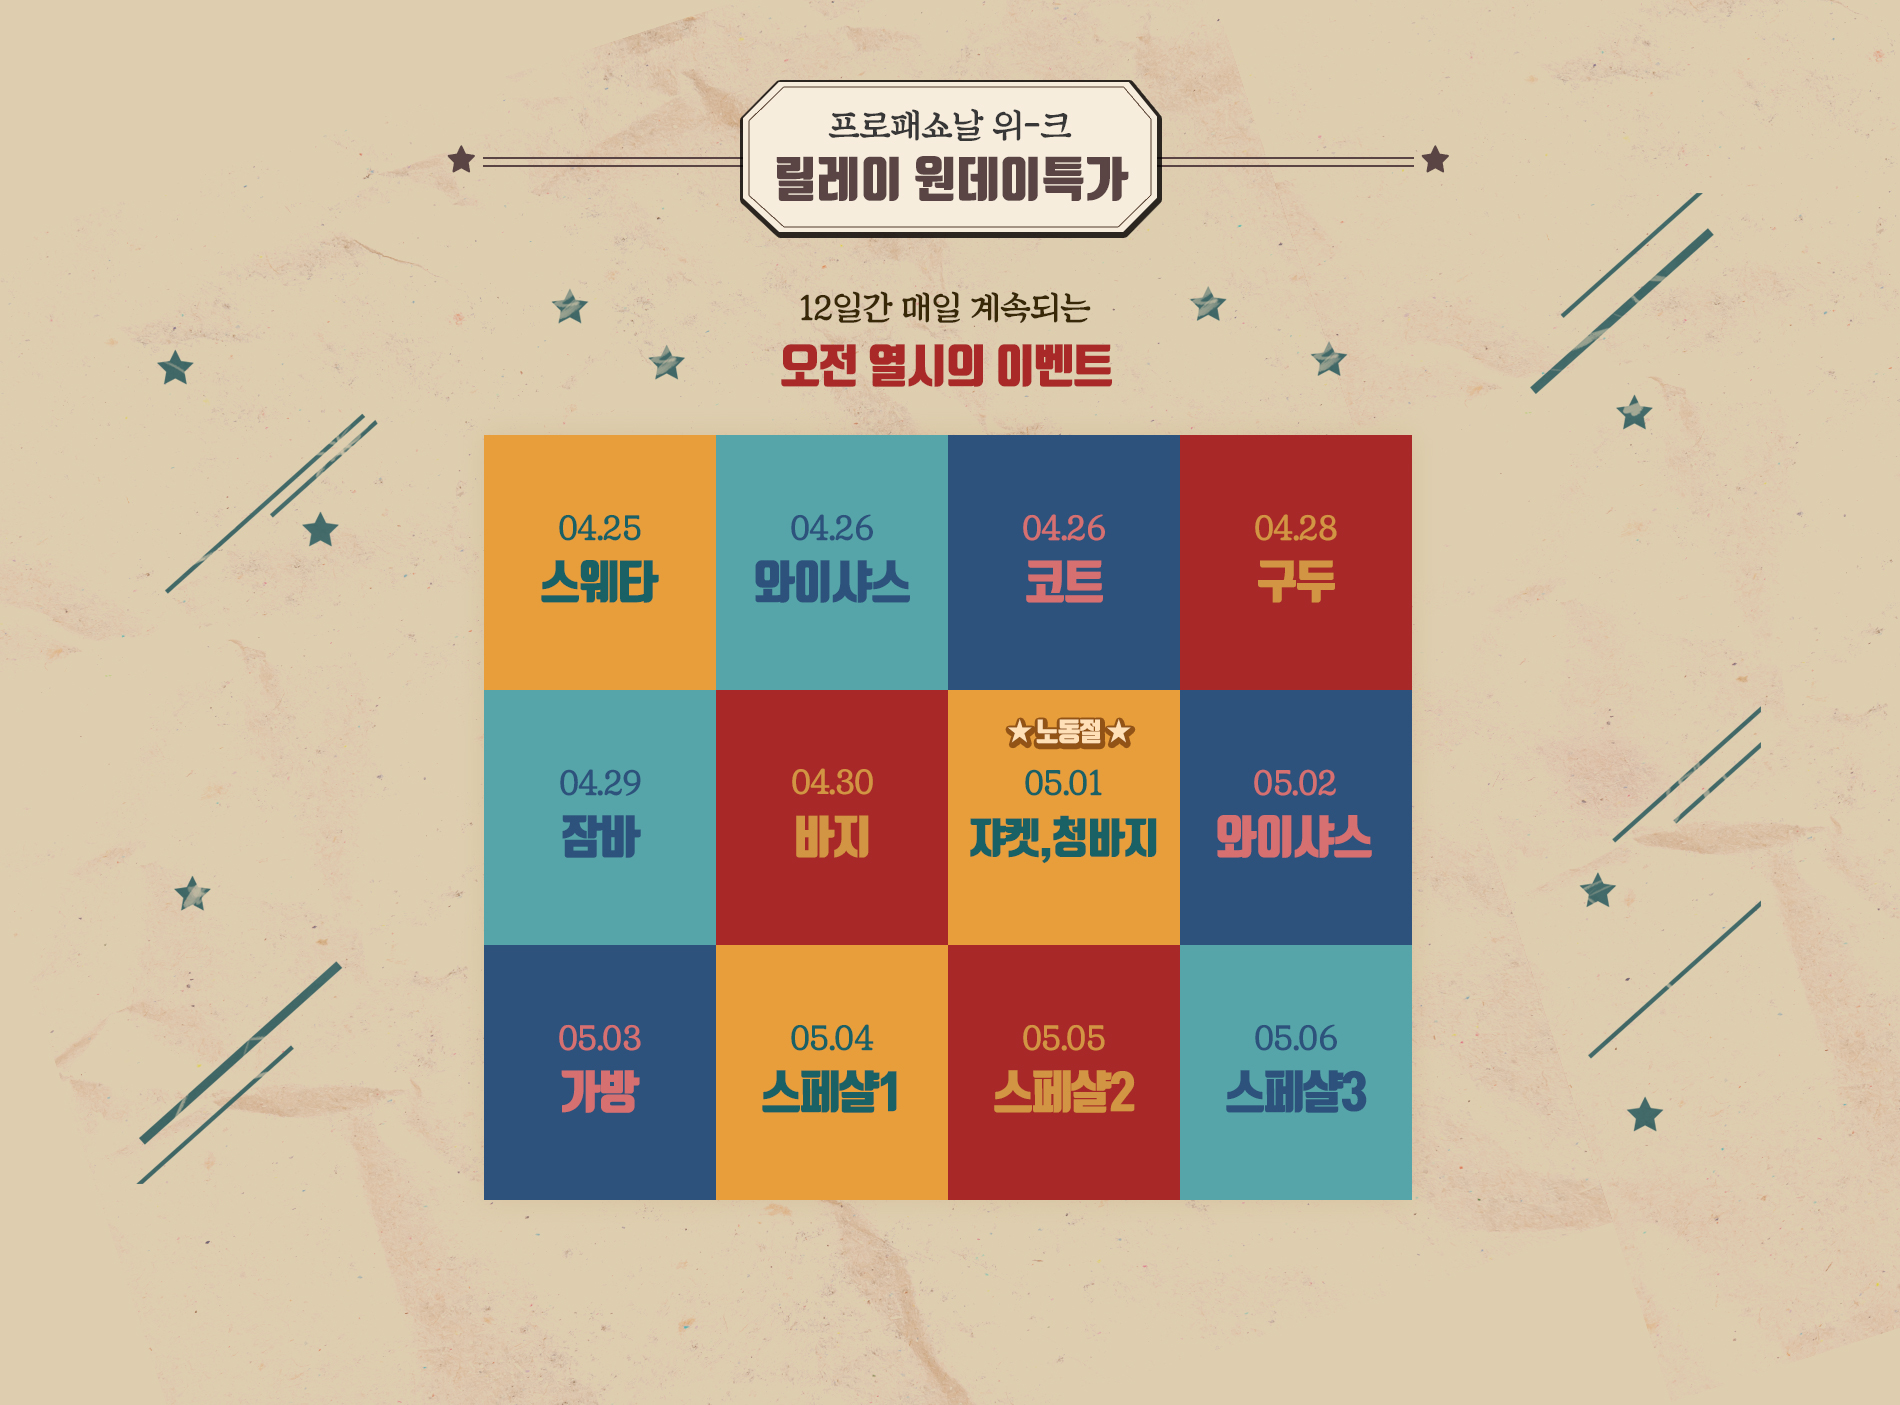 프로패쇼날 위-크
릴레이 원데이특가
12일간 매일 계속되는
오전 열시의 이벤트
04.25
스웨타
04.26
와이샤스
04.26
코트
04.28
구두
04.29
잠바
04.30
바지
★노동절★
05.01
쟈켓,청바지
05.02
와이샤스
05.03
가방
05.04
스페샬1
05.05
스페샬2
05.06
스페샬3